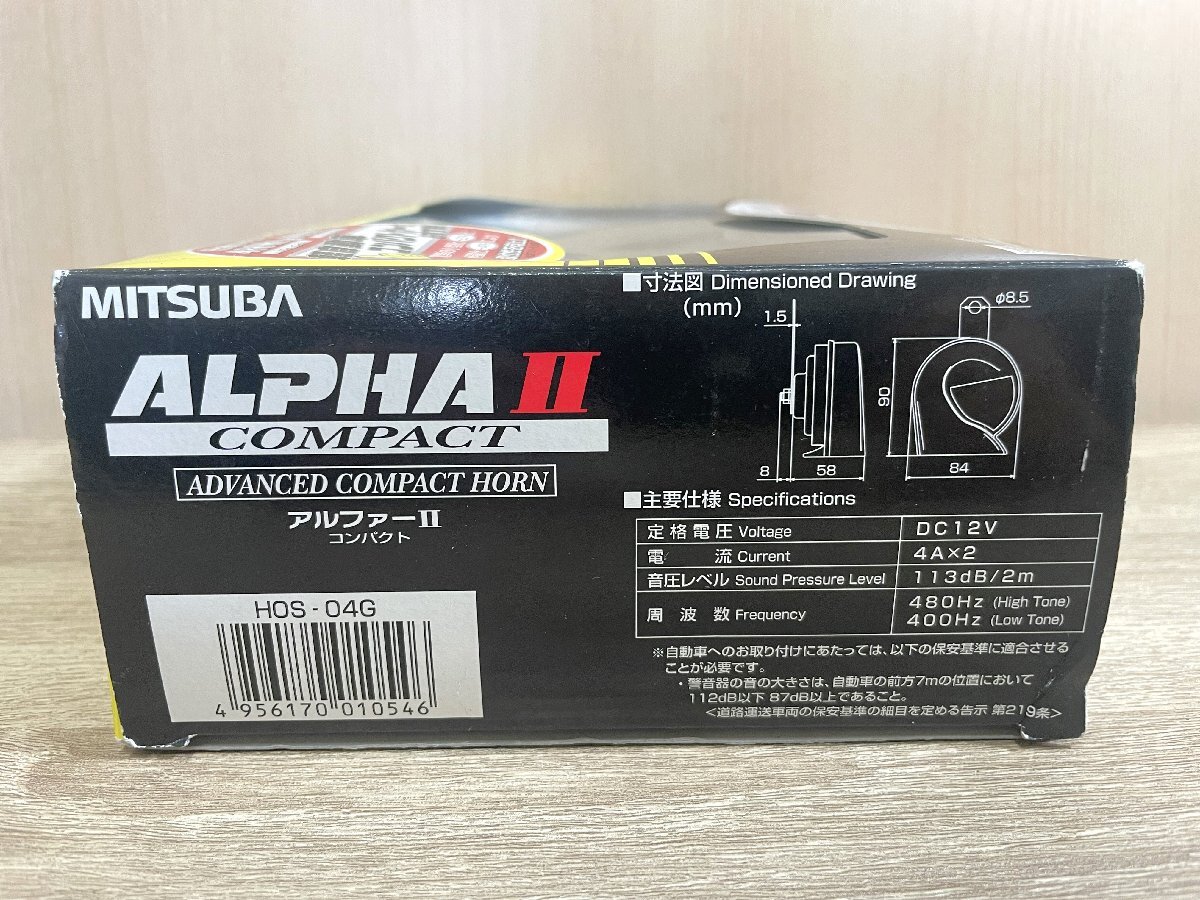 MITSUBA
ALPHA II
COMPACT
ADVANCED COMPACT HORN
アルファーII
コンパクト
HOS-04G
4 956170 010546
■寸法図 Dimensioned Drawing
(mm)
1.5
φ8.5
90
8
58
84
■主要仕様 Specifications
定格電圧 Voltage DC12V
電流 Current 4A×2
音圧レベル Sound Pressure Level 113dB/2m
周波数 Frequency 480Hz (High Tone)
400Hz (Low Tone)
※自動車へのお取り付けにあたっては、以下の保安基準に適合させる
ことが必要です。
・警音器の音の大きさは、自動車の前方7mの位置において
112dB以下 87dB以上であること。
<道路運送車両の保安基準の細目を定める告示 第219条>